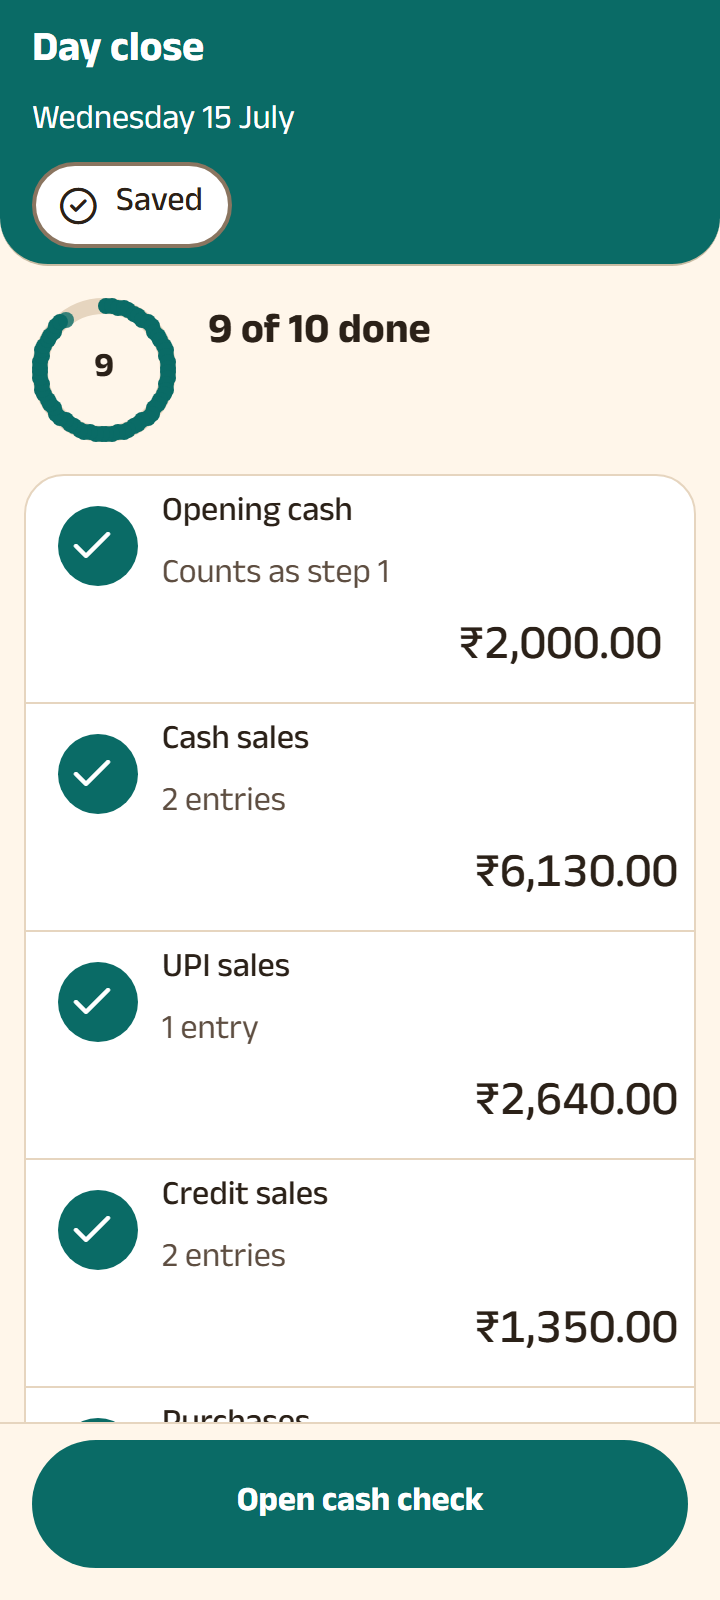 Day close
Wednesday 15 July
Saved
9 of 10 done
9
Opening cash
Counts as step 1
₹2,000.00
Cash sales
2 entries
₹6,130.00
UPI sales
1 entry
₹2,640.00
Credit sales
2 entries
₹1,350.00
Purchases
Open cash check